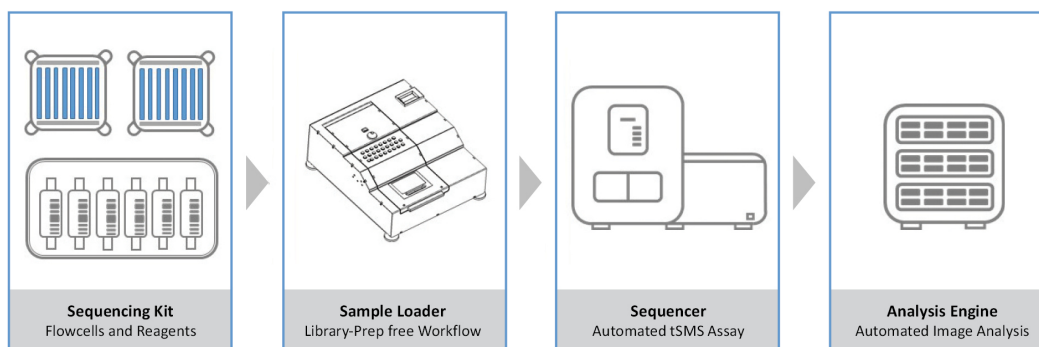 Sequencing Kit
Flowcells and Reagents
Sample Loader
Library-Prep free Workflow
Sequencer
Automated tSMS Assay
Analysis Engine
Automated Image Analysis